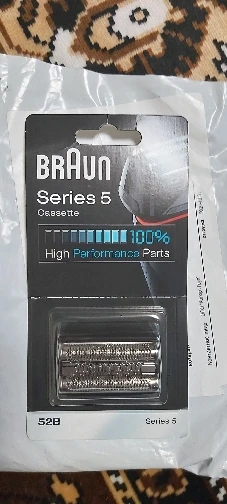 BRAUN
Series 5
Cassette
100%
High Performance Parts
52B
Series 5